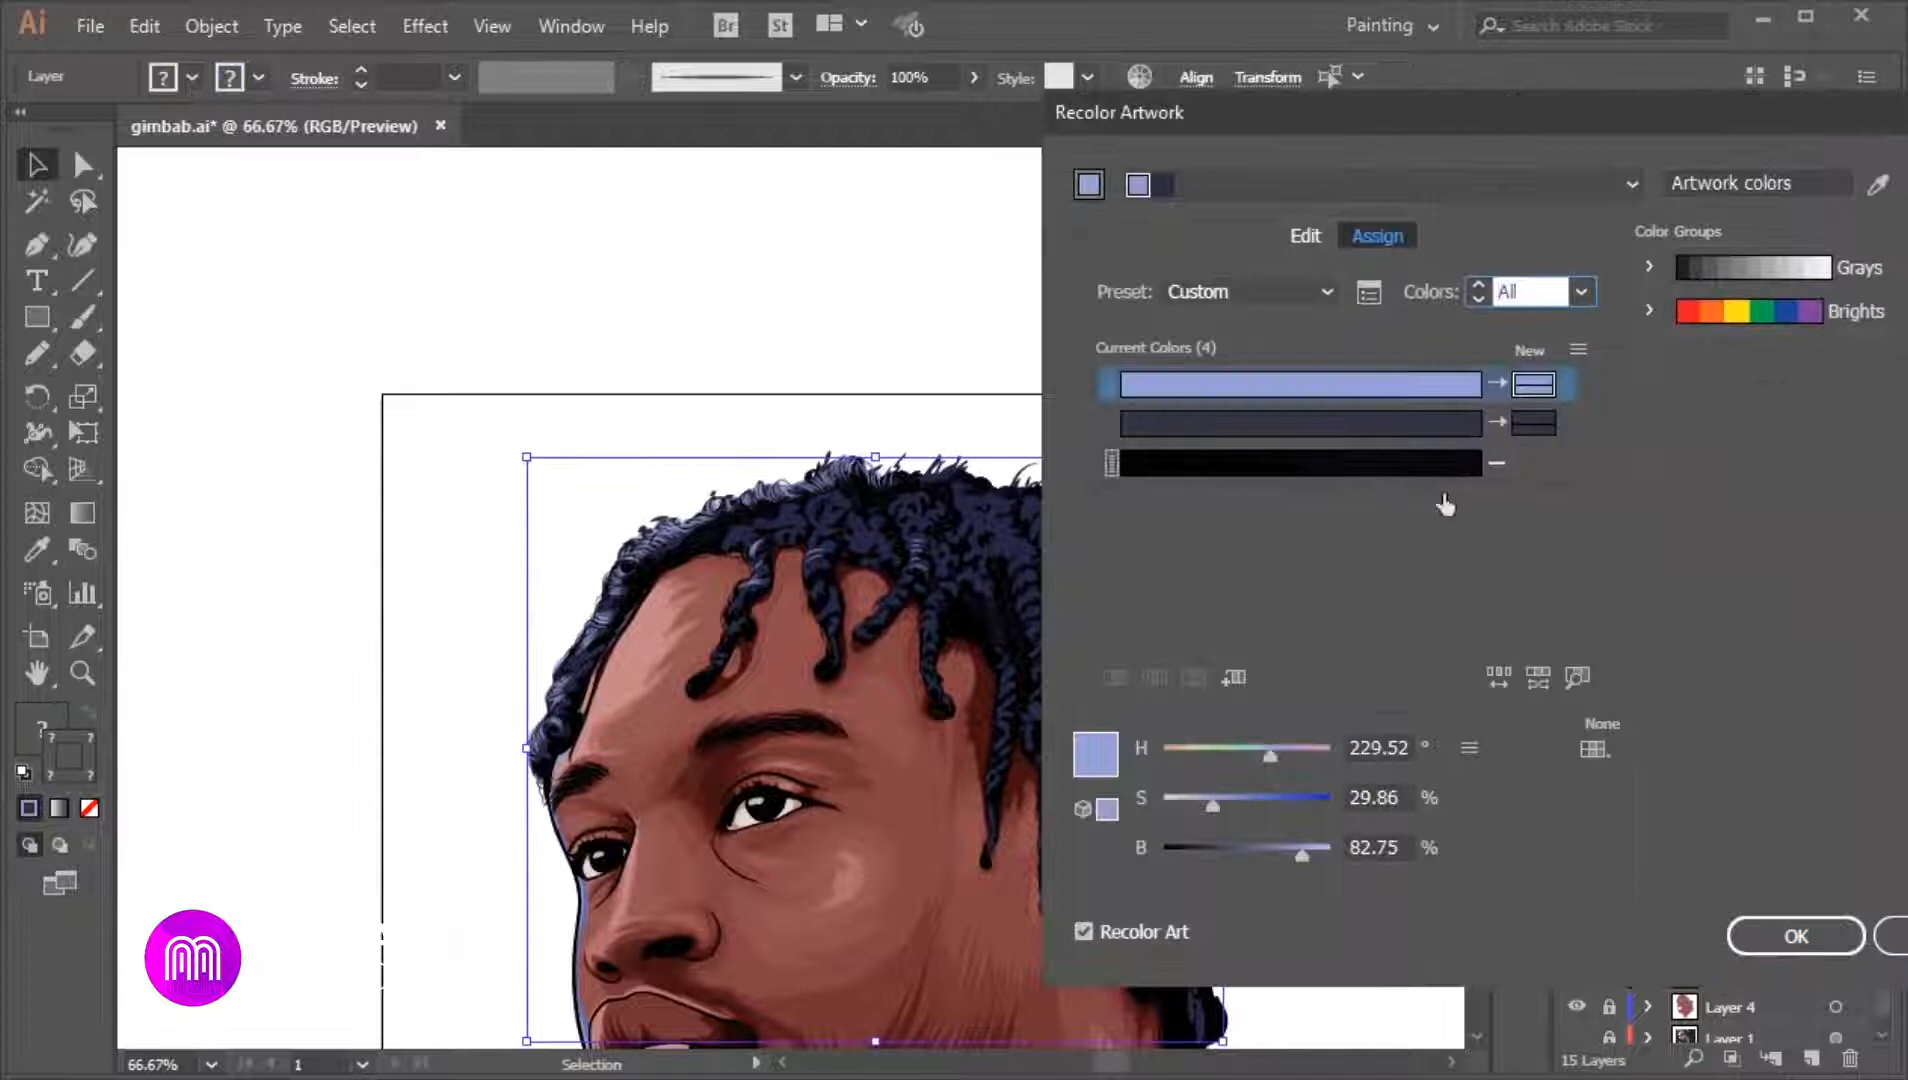 Ai File Edit Object Type Select Effect View Window Help Br St Painting Search Adobe Stock
Layer ? ? Stroke: Opacity: 100% Style: Align Transform
Recolor Artwork
gimbab.ai* @ 66.67% (RGB/Preview) ×
Artwork colors
Edit Assign
Color Groups
Grays
Preset: Custom Colors: All
Brights
Current Colors (4) New
None
H 229.52 °
S 29.86 %
B 82.75 %
Recolor Art
OK
Layer 4
Layer 1
66.67% 1 Selection 15 Layers